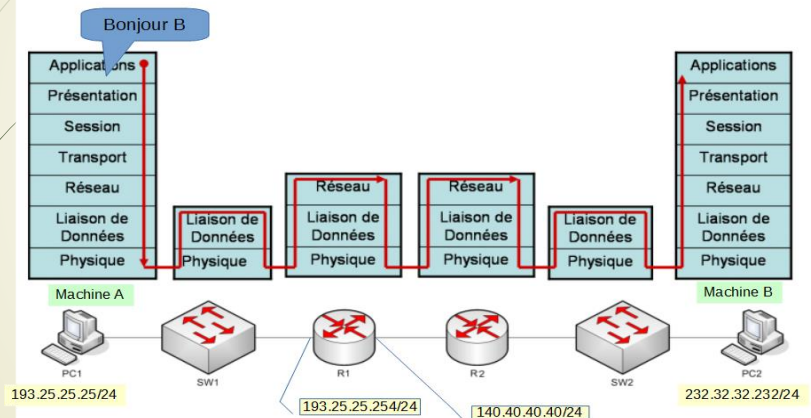 Bonjour B
Applications
Présentation
Session
Transport
Réseau
Liaison de
Données
Physique
Liaison de
Données
Physique
Réseau
Liaison de
Données
Physique
Réseau
Liaison de
Données
Physique
Liaison de
Données
Physique
Applications
Présentation
Session
Transport
Réseau
Liaison de
Données
Physique
Machine A
Machine B
PC1
SW1
R1
R2
SW2
PC2
193.25.25.25/24
193.25.25.254/24
140.40.40.40/24
232.32.32.232/24